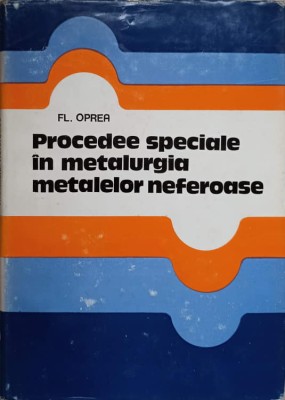 FL. OPREA
Procedee speciale
în metalurgia
metalelor neferoase